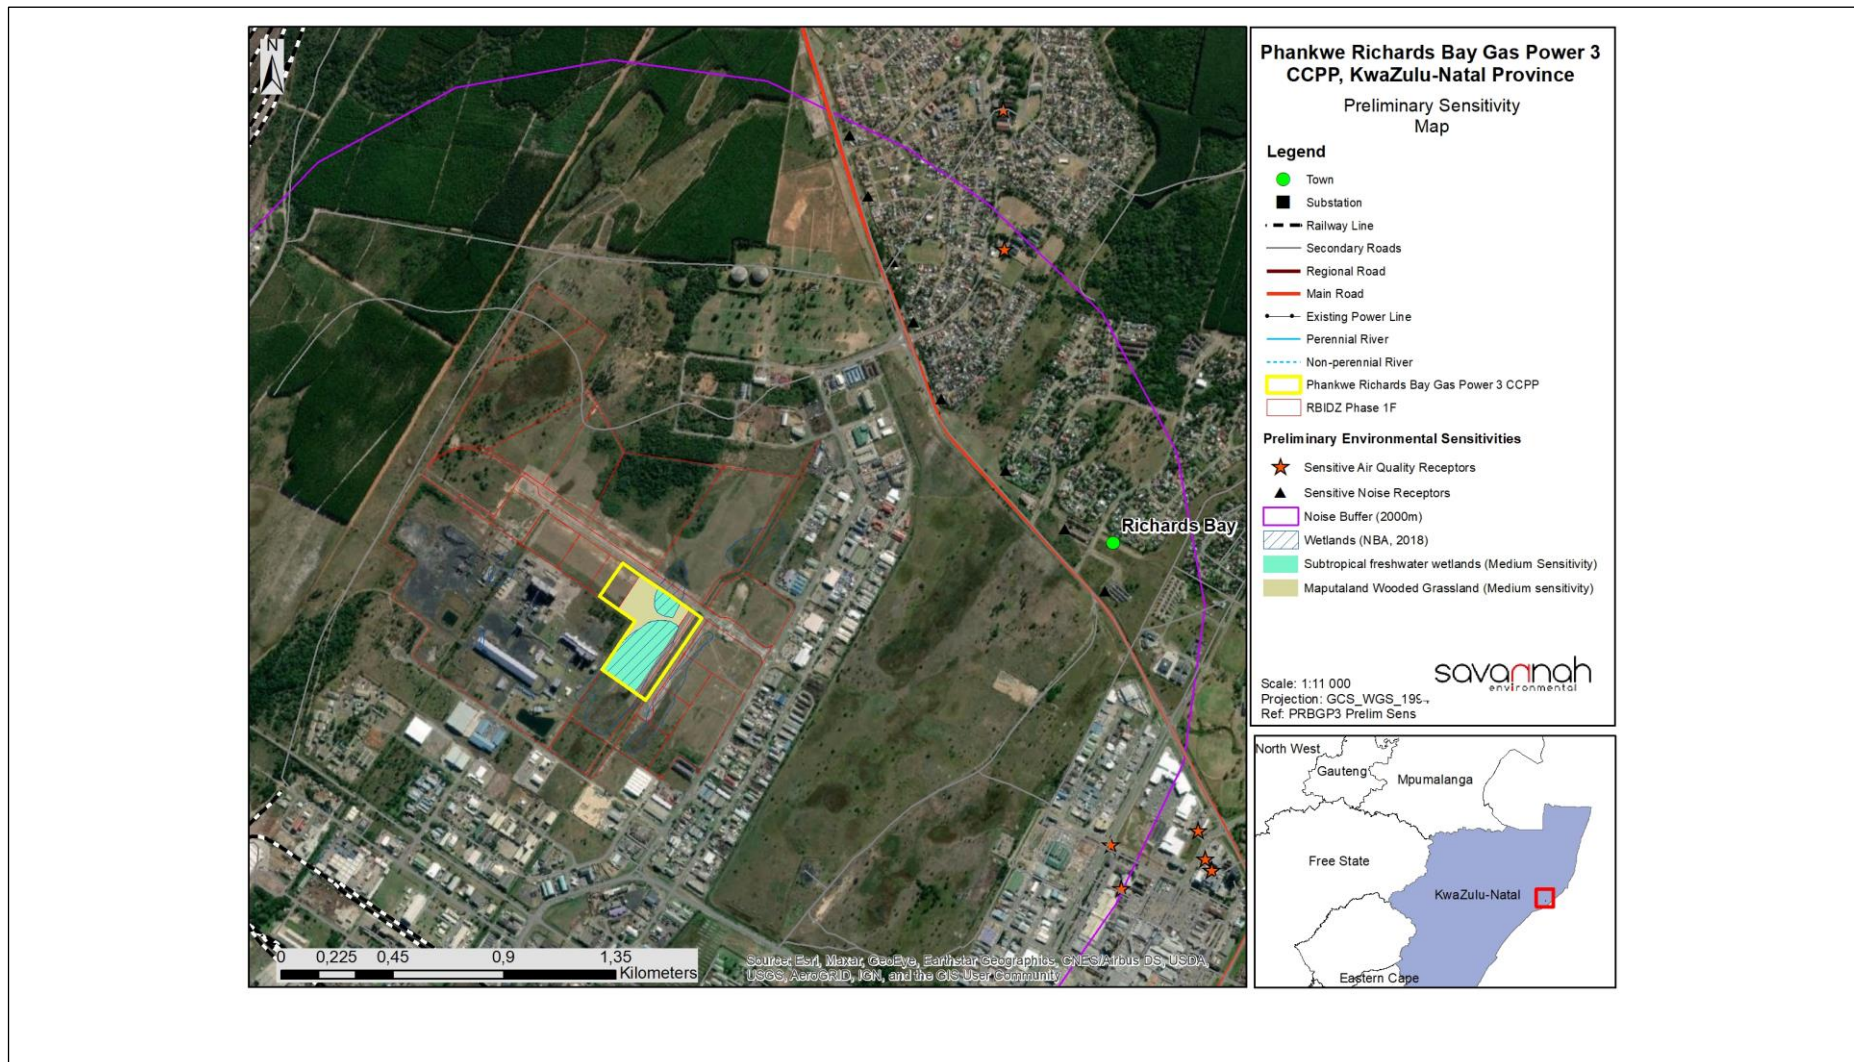 N
Richards Bay
0 0,225 0,45 0,9 1,35
Kilometers
Source: Esri, Maxar, GeoEye, Earthstar Geographics, CNES/Airbus DS, USDA,
USGS, AeroGRID, IGN, and the GIS User Community
Phankwe Richards Bay Gas Power 3
CCPP, KwaZulu-Natal Province
Preliminary Sensitivity
Map
Legend
Town
Substation
Railway Line
Secondary Roads
Regional Road
Main Road
Existing Power Line
Perennial River
Non-perennial River
Phankwe Richards Bay Gas Power 3 CCPP
RBIDZ Phase 1F
Preliminary Environmental Sensitivities
Sensitive Air Quality Receptors
Sensitive Noise Receptors
Noise Buffer (2000m)
Wetlands (NBA, 2018)
Subtropical freshwater wetlands (Medium Sensitivity)
Maputaland Wooded Grassland (Medium sensitivity)
savannah
environmental
Scale: 1:11 000
Projection:
Ref: PRBGP3 Prelim Sens
North West
Gauteng
Mpumalanga
Free State
KwaZulu-Natal
Eastern Cape